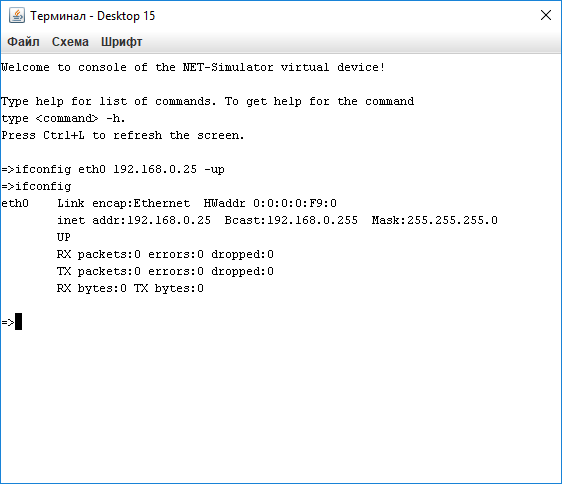 Терминал - Desktop 15
Файл Схема Шрифт
Welcome to console of the NET-Simulator virtual device!
Type help for list of commands. To get help for the command
type <command> -h.
Press Ctrl+L to refresh the screen.
=>ifconfig eth0 192.168.0.25 -up
=>ifconfig
eth0    Link encap:Ethernet  HWaddr 0:0:0:0:F9:0
        inet addr:192.168.0.25  Bcast:192.168.0.255  Mask:255.255.255.0
        UP
        RX packets:0 errors:0 dropped:0
        TX packets:0 errors:0 dropped:0
        RX bytes:0 TX bytes:0
=>